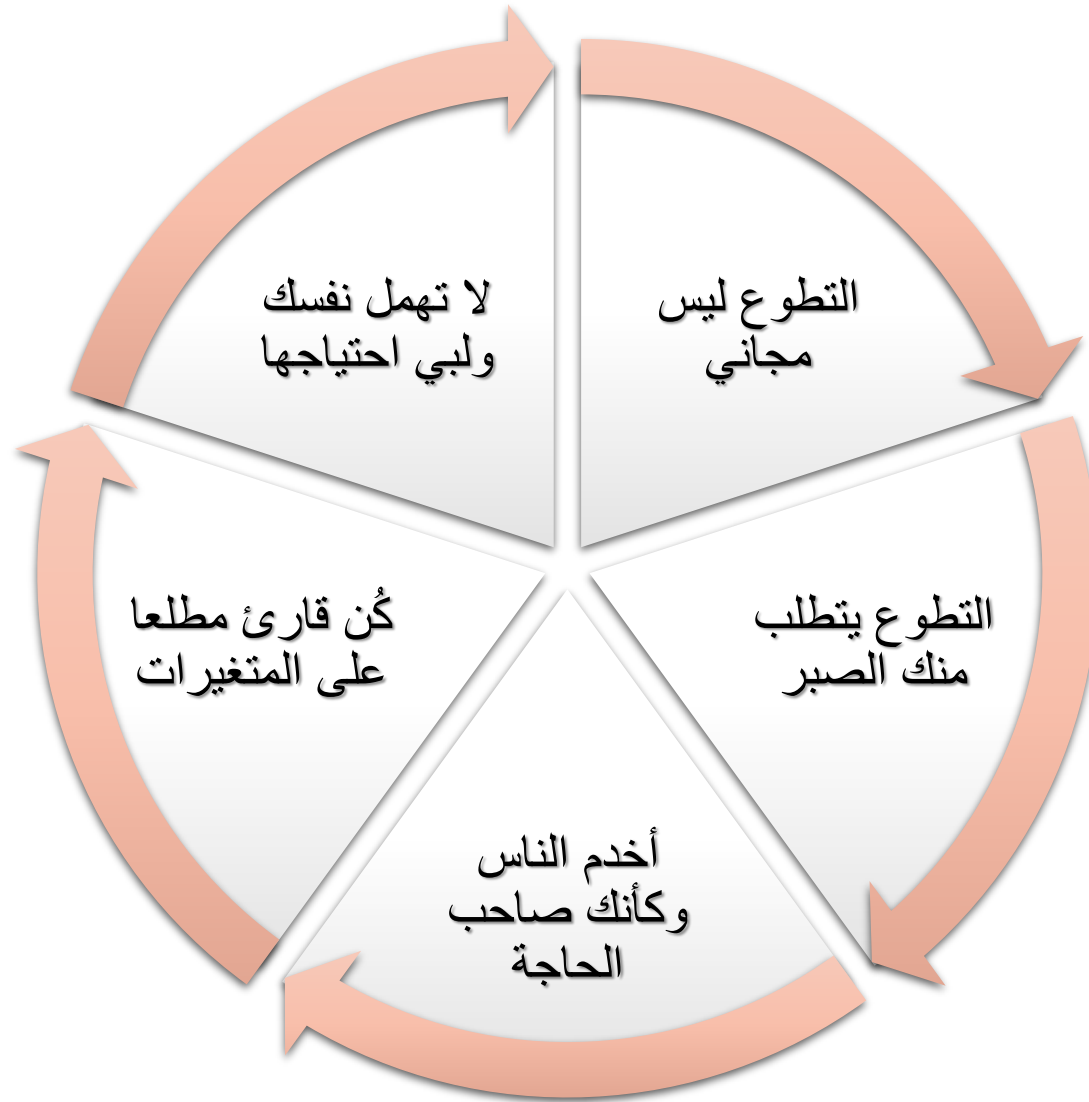 التطوع ليس
مجاني
التطوع يتطلب
منك الصبر
أخدم الناس
وكأنك صاحب
الحاجة
كُن قارئ مطلعا
على المتغيرات
لا تهمل نفسك
ولبي احتياجها